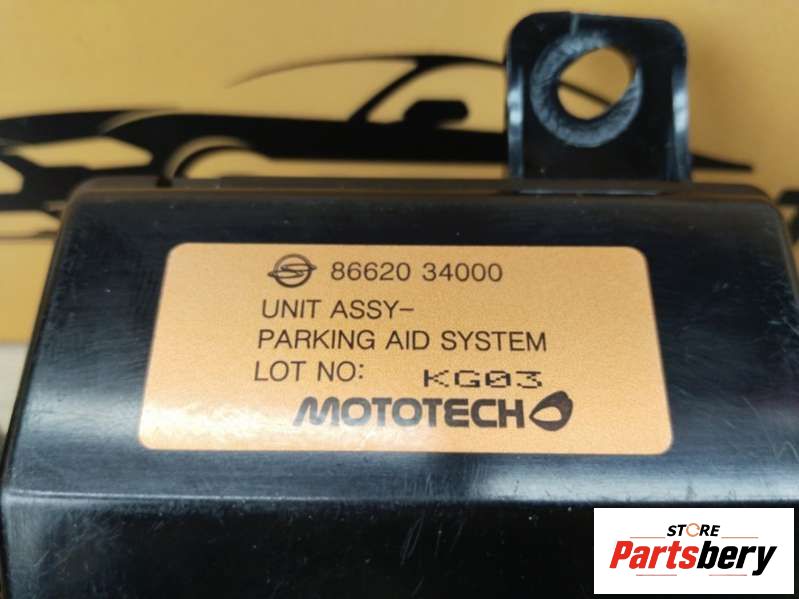 86620 34000
UNIT ASSY-
PARKING AID SYSTEM
LOT NO: KG03
MOTOTECH
STORE
Partsbery